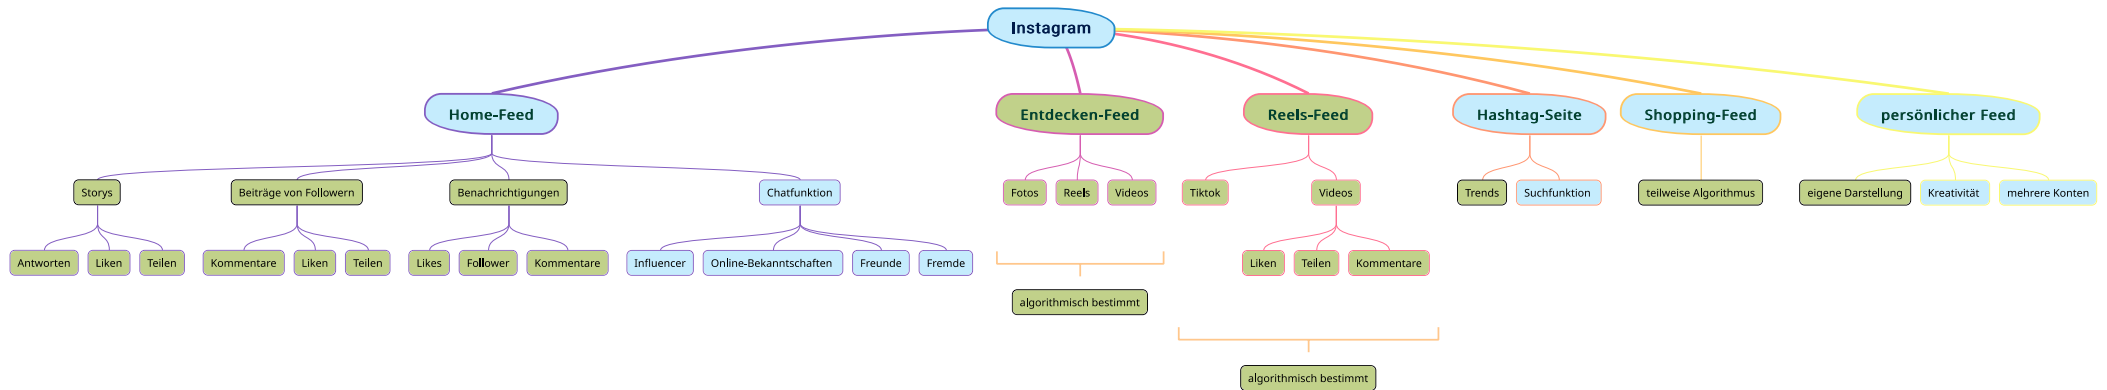 Instagram
Home-Feed
Entdecken-Feed
Reels-Feed
Hashtag-Seite
Shopping-Feed
persönlicher Feed
Storys
Beiträge von Followern
Benachrichtigungen
Chatfunktion
Fotos
Reels
Videos
Tiktok
Videos
Trends
Suchfunktion
teilweise Algorithmus
eigene Darstellung
Kreativität
mehrere Konten
Antworten
Liken
Teilen
Kommentare
Liken
Teilen
Likes
Follower
Kommentare
Influencer
Online-Bekanntschaften
Freunde
Fremde
Liken
Teilen
Kommentare
algorithmisch bestimmt
algorithmisch bestimmt